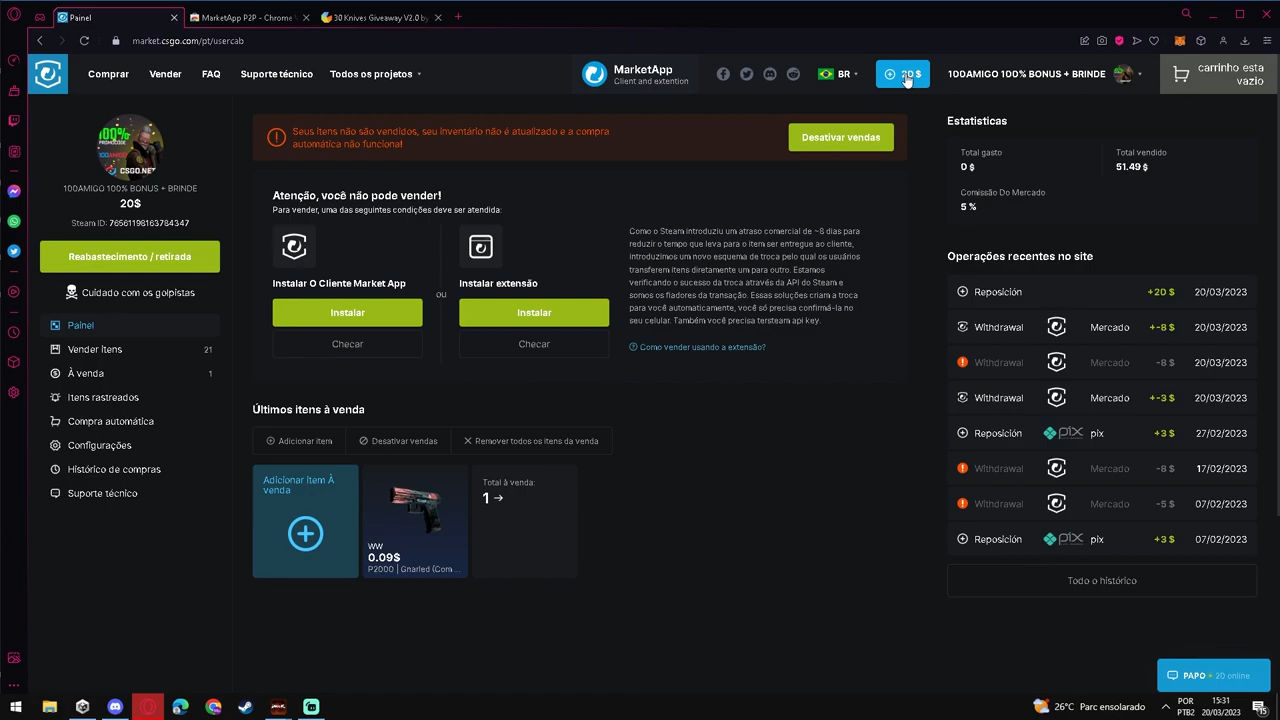 Painel
MarketApp P2P - Chrome
30 Knives Giveaway V2.0 by
market.csgo.com/pt/usercab
Comprar
Vender
FAQ
Suporte técnico
Todos os projetos
MarketApp
Client and extention
BR
20 $
100AMIGO 100% BONUS + BRINDE
carrinho esta
vazio
100%
PROMOCODE
100AMIGO
CSGO.NET
100AMIGO 100% BONUS + BRINDE
20$
Steam ID: 76561198163784347
Reabastecimento / retirada
Cuidado com os golpistas
Painel
Vender itens 21
À venda 1
Itens rastreados
Compra automática
Configurações
Histórico de compras
Suporte técnico
Seus itens não são vendidos, seu inventário não é atualizado e a compra
automática não funciona!
Desativar vendas
Atenção, você não pode vender!
Para vender, uma das seguintes condições deve ser atendida:
Instalar O Cliente Market App
Instalar
Checar
ou
Instalar extensão
Instalar
Checar
Como o Steam introduziu um atraso comercial de ~8 dias para
reduzir o tempo que leva para o item ser entregue ao cliente,
introduzimos um novo esquema de troca pelo qual os usuários
transferem itens diretamente um para outro. Estamos
verificando o sucesso da troca através da API do Steam e
somos os fiadores da transação. Essas soluções criam a troca
para você automaticamente, você só precisa confirmá-la no
seu celular. Também você precisa tersteam api key.
Como vender usando a extensão?
Últimos itens à venda
Adicionar item
Desativar vendas
Remover todos os itens da venda
Adicionar Item À
venda
WW
0.09$
P2000 | Gnarled (Com...
Total à venda:
1
Estatisticas
Total gasto
0 $
Total vendido
51.49 $
Comissão Do Mercado
5 %
Operações recentes no site
Reposición +20 $ 20/03/2023
Withdrawal Mercado +-8 $ 20/03/2023
Withdrawal Mercado -8 $ 20/03/2023
Withdrawal Mercado +-3 $ 20/03/2023
Reposición pix pix +3 $ 27/02/2023
Withdrawal Mercado -8 $ 17/02/2023
Withdrawal Mercado -5 $ 07/02/2023
Reposición pix pix +3 $ 07/02/2023
Todo o histórico
PAPO 20 online
26°C Parc ensolarado
POR
PTB2
15:31
20/03/2023
15